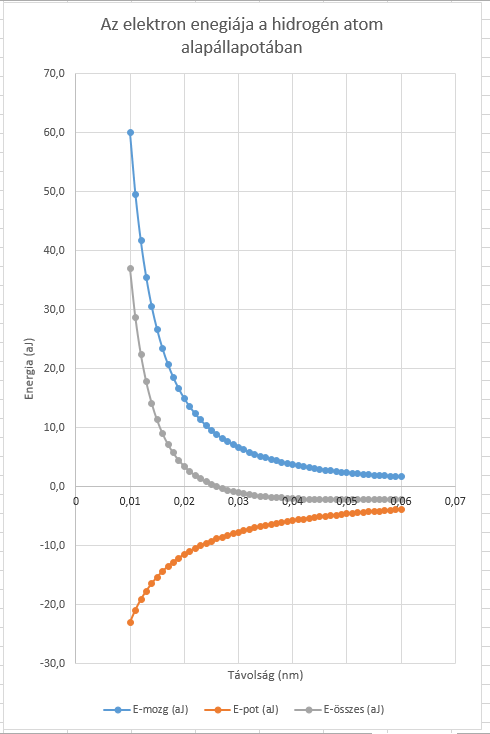 Az elektron enegiája a hidrogén atom
alapállapotában
70,0
60,0
50,0
40,0
30,0
20,0
10,0
0,0
-10,0
-20,0
-30,0
Energia (aJ)
0 0,01 0,02 0,03 0,04 0,05 0,06 0,07
Távolság (nm)
E-mozg (aJ) E-pot (aJ) E-összes (aJ)